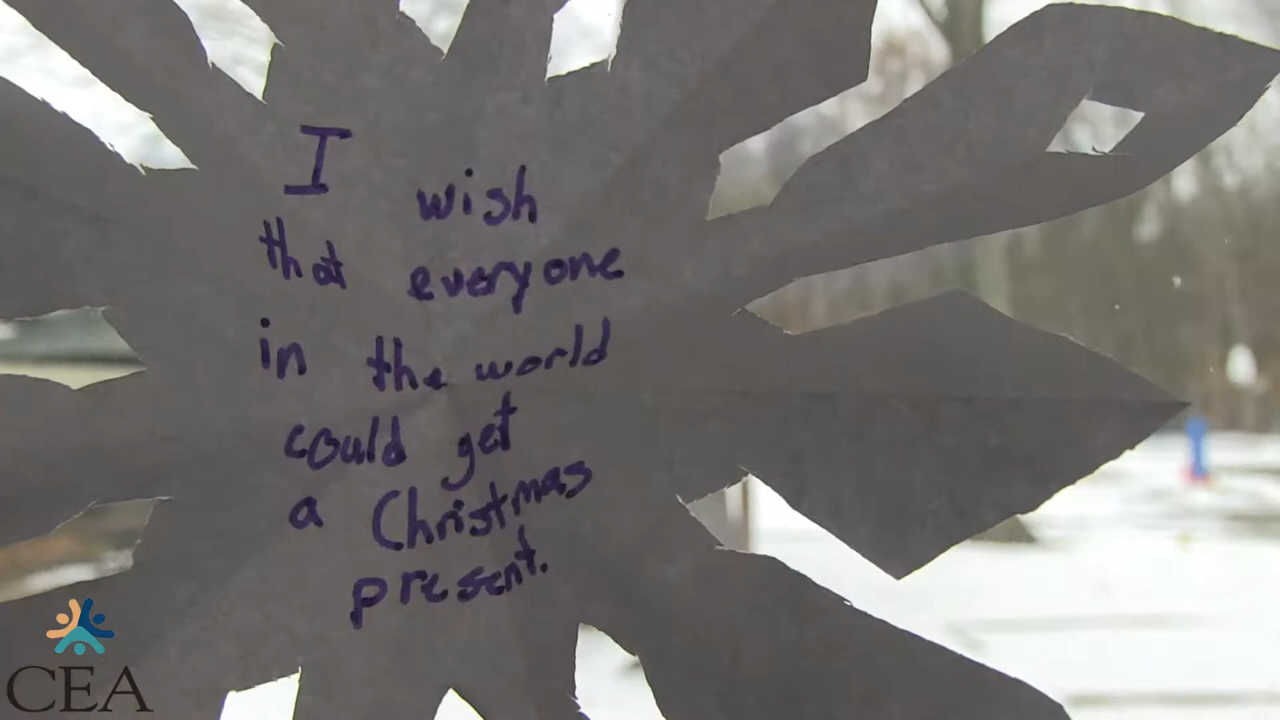 I wish
that everyone
in the world
could get
a Christmas
present.
CEA